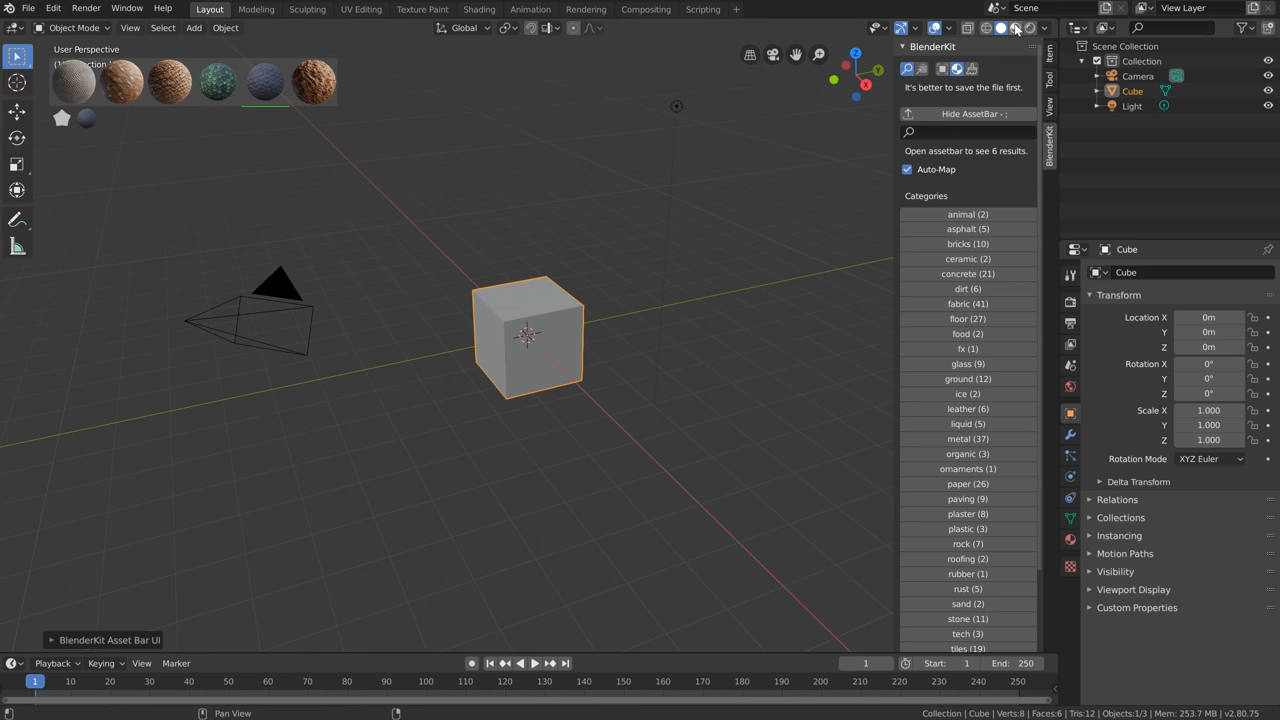 File Edit Render Window Help Layout Modeling Sculpting UV Editing Texture Paint Shading Animation Rendering Compositing Scripting + Scene View Layer
Object Mode View Select Add Object Global
User Perspective
BlenderKit
It's better to save the file first.
Hide AssetBar - ;
Open assetbar to see 6 results.
Auto-Map
Categories
animal (2)
asphalt (5)
bricks (10)
ceramic (2)
concrete (21)
dirt (6)
fabric (41)
floor (27)
food (2)
fx (1)
glass (9)
ground (12)
ice (2)
leather (6)
liquid (5)
metal (37)
organic (3)
ornaments (1)
paper (26)
paving (9)
plaster (8)
plastic (3)
rock (7)
roofing (2)
rubber (1)
rust (5)
sand (2)
stone (11)
tech (3)
tiles (19)
Item
Tool
View
BlenderKit
Z
Y
X
Scene Collection
Collection
Camera
Cube
Light
Cube
Cube
Transform
Location X 0m
Y 0m
Z 0m
Rotation X 0°
Y 0°
Z 0°
Scale X 1.000
Y 1.000
Z 1.000
Rotation Mode XYZ Euler
Delta Transform
Relations
Collections
Instancing
Motion Paths
Visibility
Viewport Display
Custom Properties
BlenderKit Asset Bar UI
Playback Keying View Marker 1 Start: 1 End: 250
1 10 20 30 40 50 60 70 80 90 100 110 120 130 140 150 160 170 180 190 200 210 220 230 240 250
Pan View Collection | Cube | Verts:8 | Faces:6 | Tris:12 | Objects:1/3 | Mem: 253.7 MB | v2.80.75